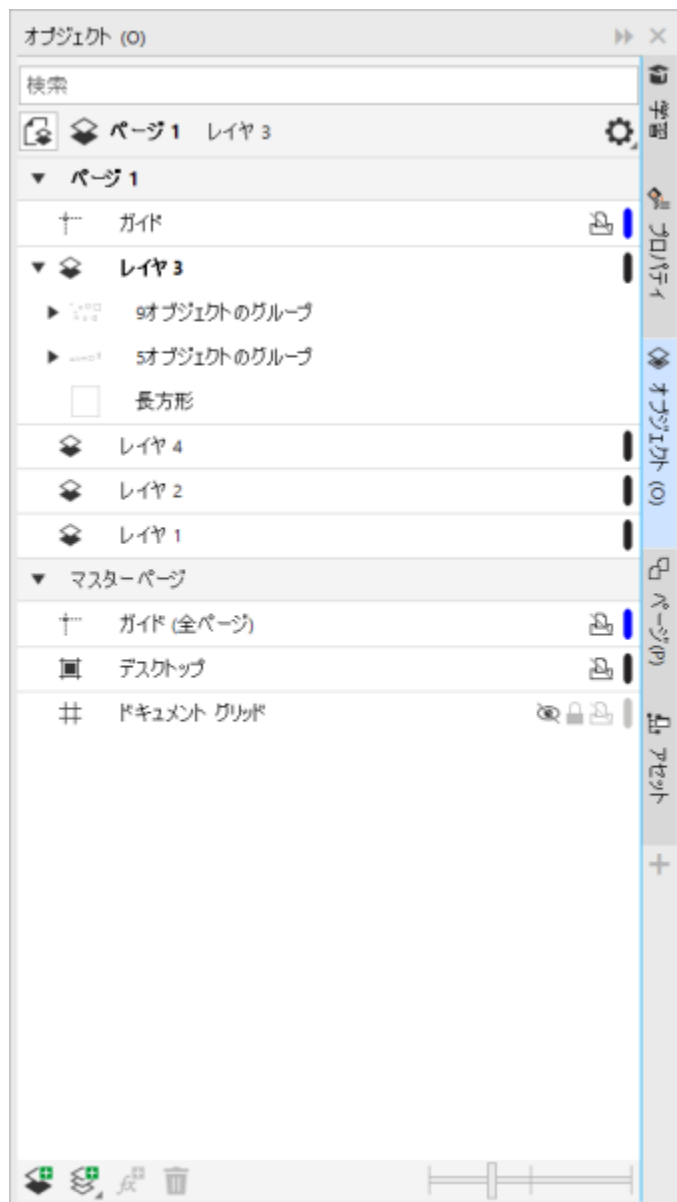 オブジェクト (O)
検索
ページ 1 レイヤ 3
ページ 1
ガイド
レイヤ 3
9オブジェクトのグループ
5オブジェクトのグループ
長方形
レイヤ 4
レイヤ 2
レイヤ 1
マスター ページ
ガイド (全ページ)
デスクトップ
ドキュメント グリッド
学習
プロパティ
オブジェクト (O)
ページ(P)
アセット